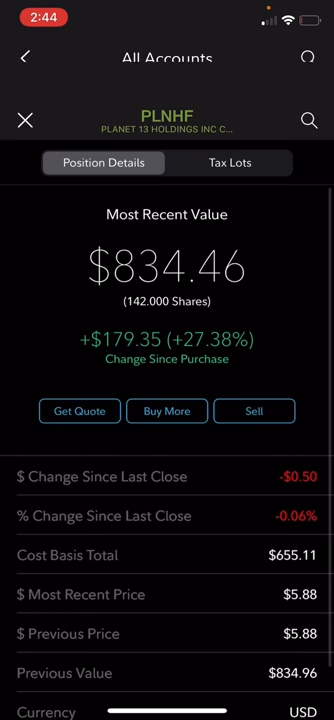 2:44
All Accounts
PLNHF
PLANET 13 HOLDINGS INC C...
Position Details Tax Lots
Most Recent Value
$834.46
(142.000 Shares)
+$179.35 (+27.38%)
Change Since Purchase
Get Quote Buy More Sell
$ Change Since Last Close -$0.50
% Change Since Last Close -0.06%
Cost Basis Total $655.11
$ Most Recent Price $5.88
$ Previous Price $5.88
Previous Value $834.96
Currency USD